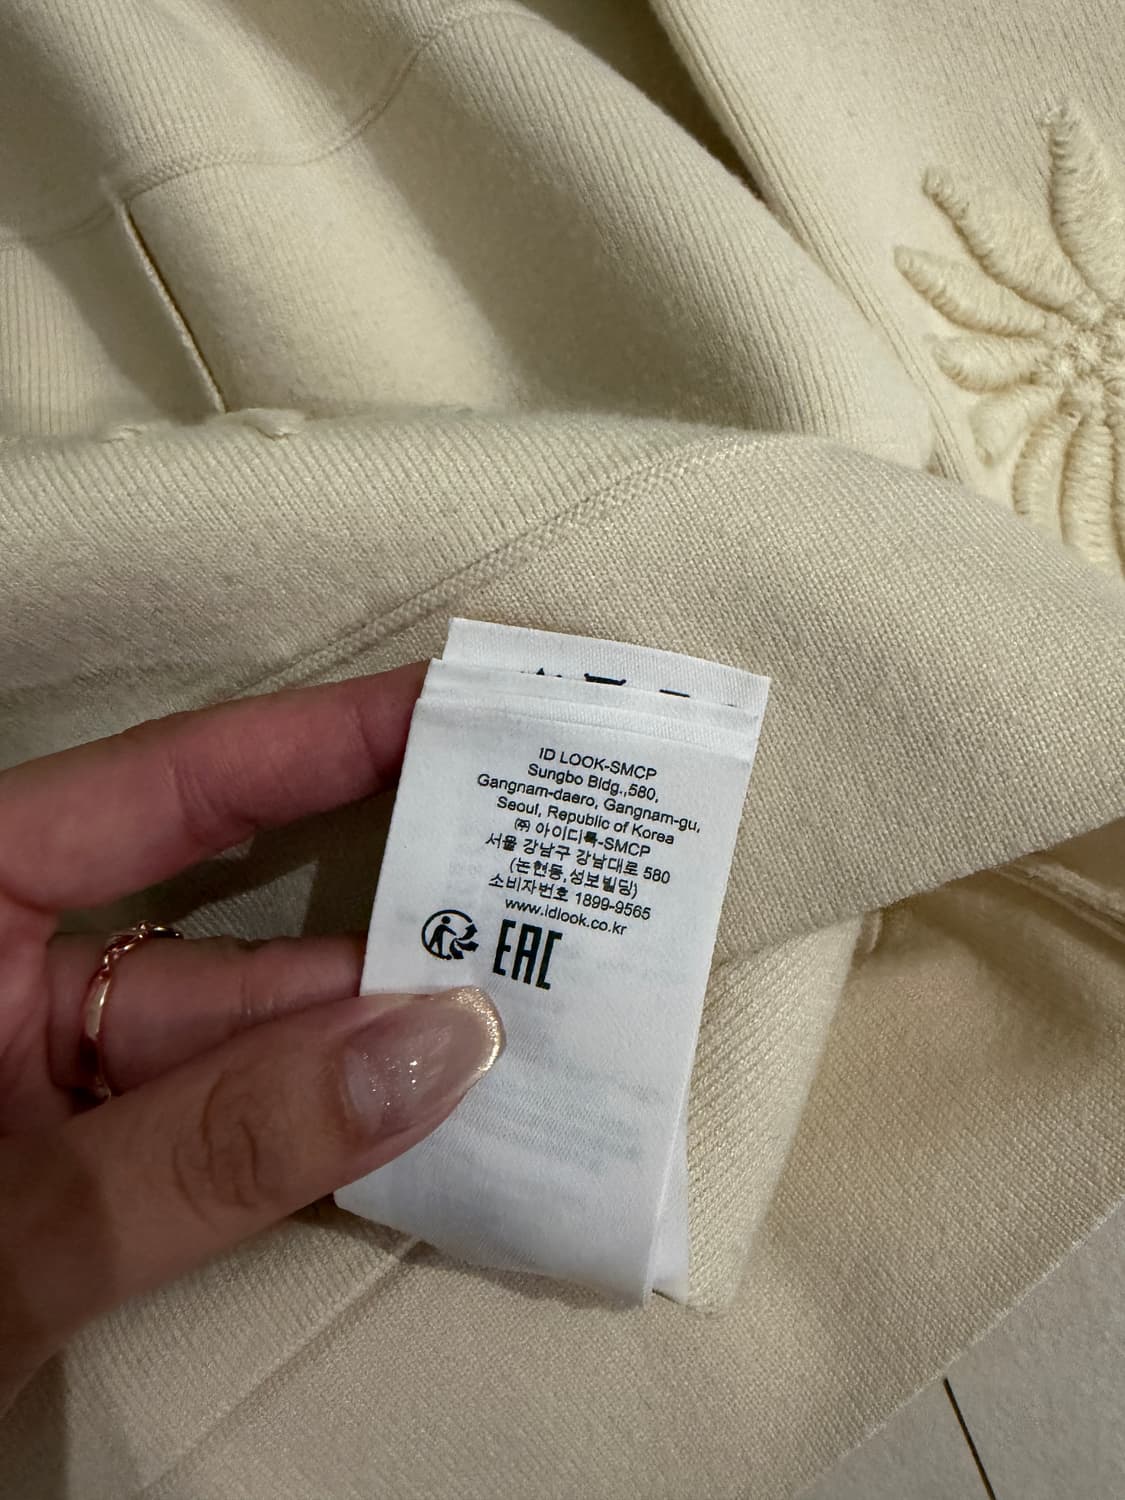 ID LOOK-SMCP
Sungbo Bldg.,580,
Gangnam-daero, Gangnam-gu,
Seoul, Republic of Korea
㈜ 아이디룩-SMCP
서울 강남구 강남대로 580
(논현동,성보빌딩)
소비자번호 1899-9565
www.idlook.co.kr
EAC